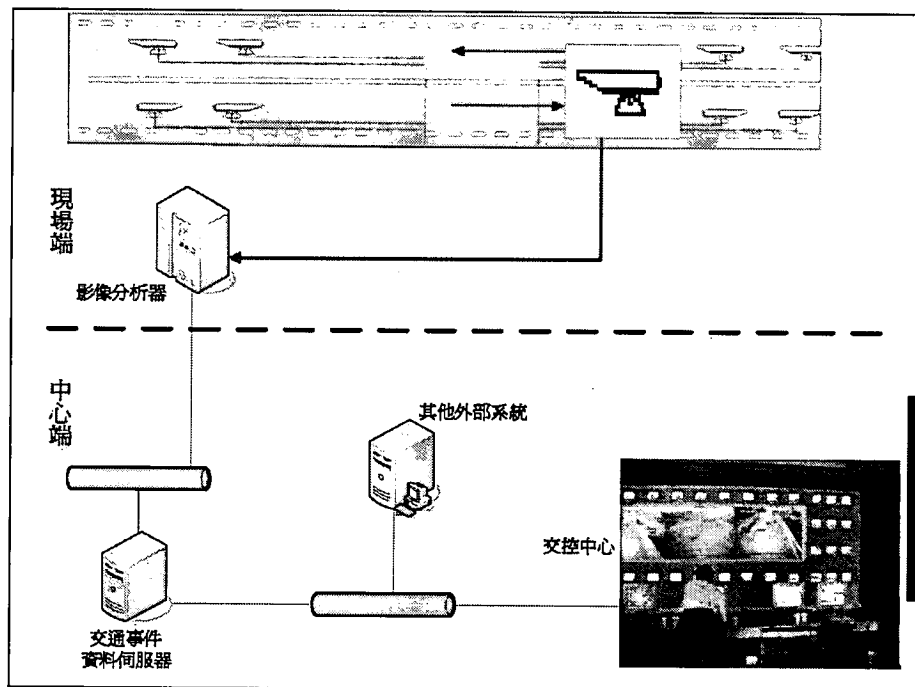 現場端
影像分析器
中心端
其他外部系統
交控中心
交通事件
資料伺服器